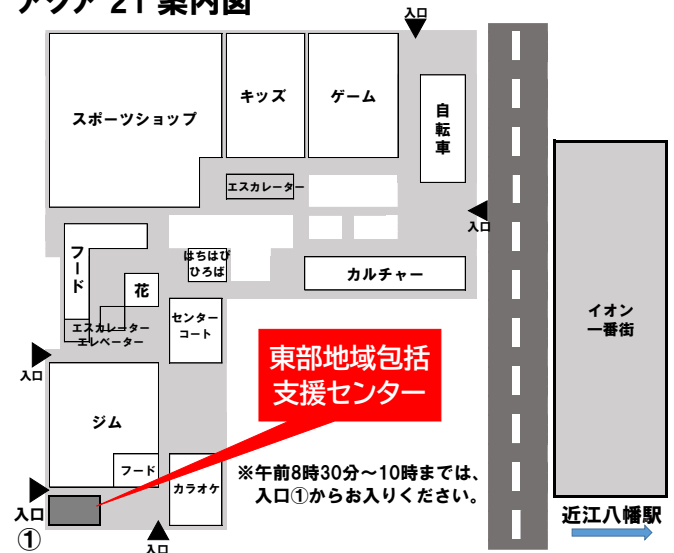 アクア 21 案内図
入口
スポーツショップ
キッズ
ゲーム
自転車
エスカレーター
入口
フード
はちはぴ
ひろば
カルチャー
花
エスカレーター
エレベーター
センター
コート
イオン
一番街
入口
東部地域包括
支援センター
ジム
フード
カラオケ
※午前8時30分～10時までは、
入口①からお入りください。
入口
①
入口
近江八幡駅